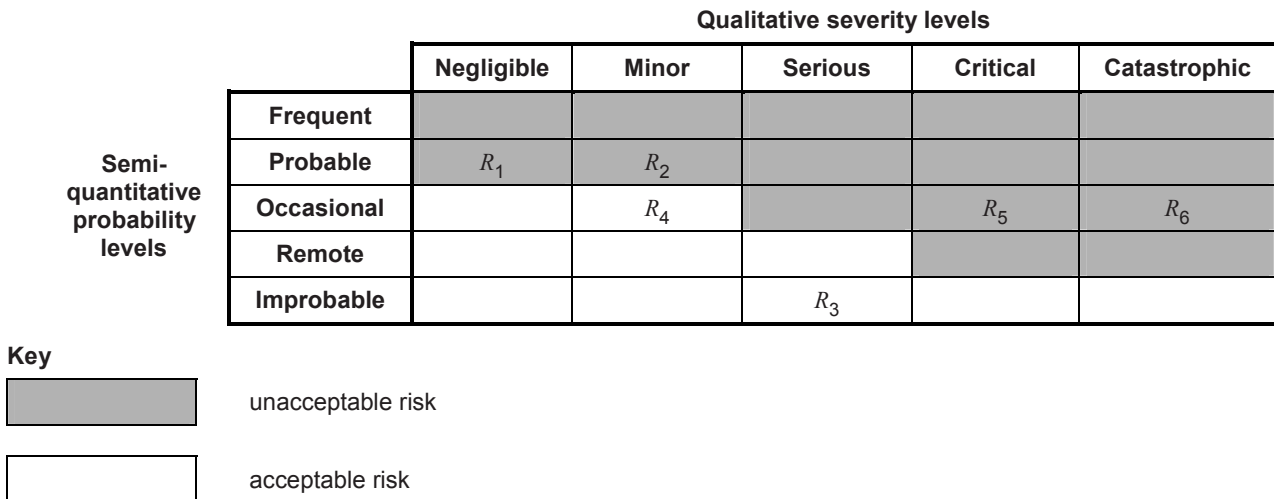 Qualitative severity levels
Negligible Minor Serious Critical Catastrophic
Semi-
quantitative
probability
levels
Frequent
Probable R1 R2
Occasional R4 R5 R6
Remote
Improbable R3
Key
unacceptable risk
acceptable risk